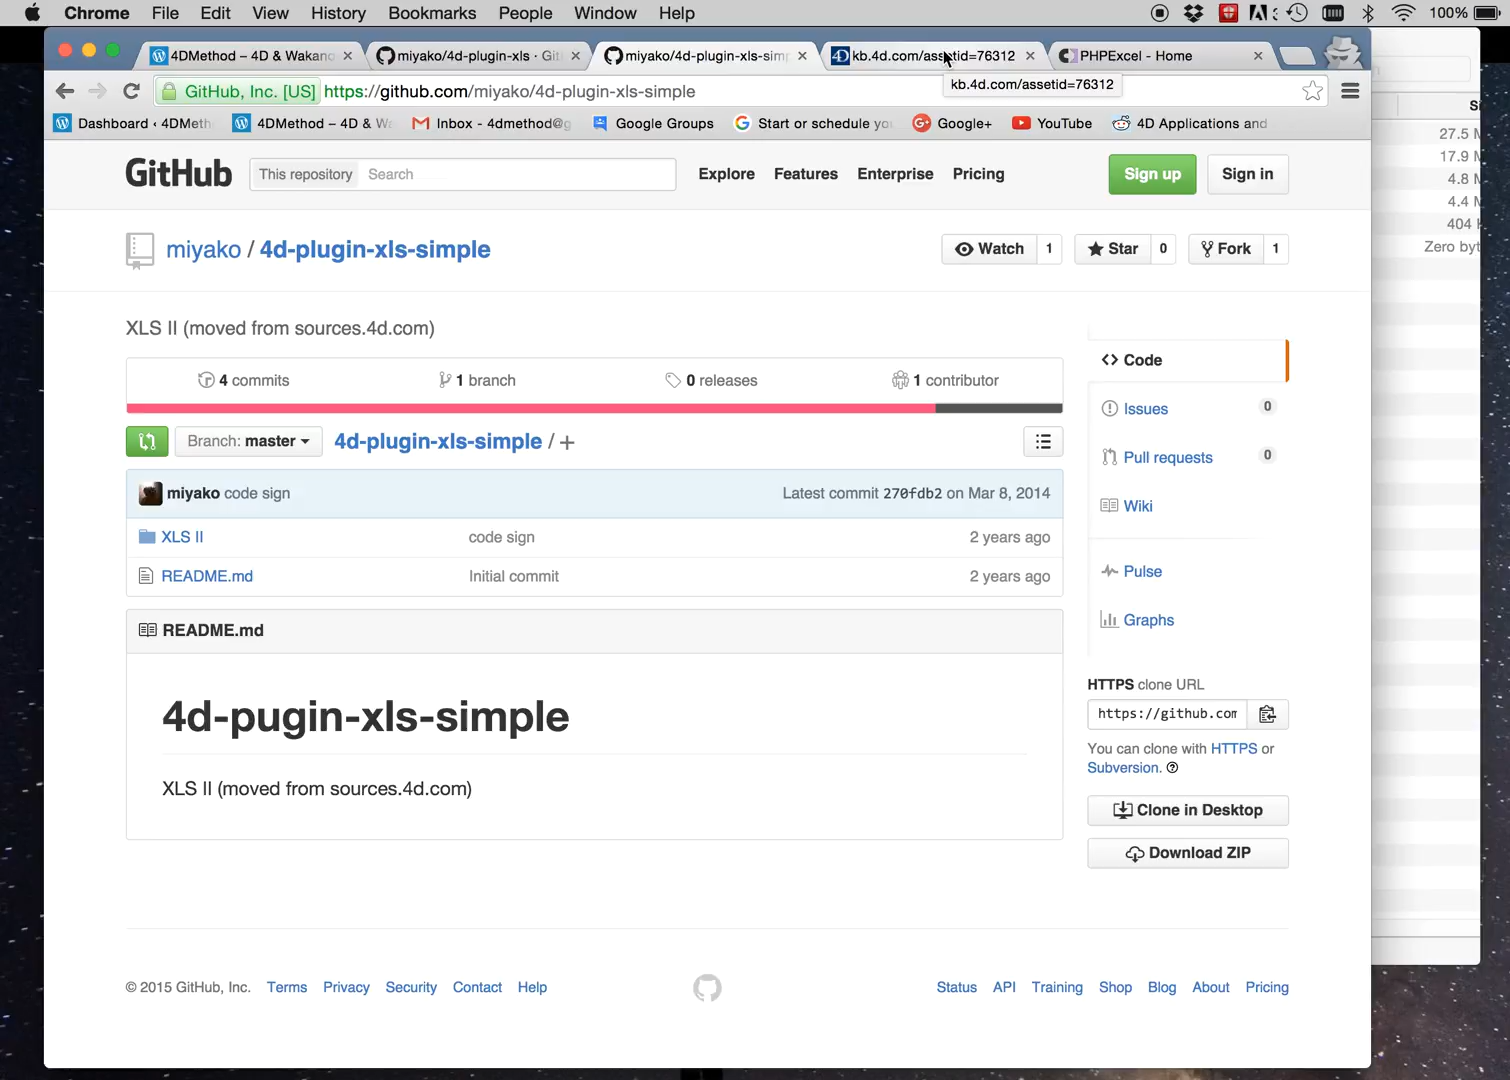 Chrome File Edit View History Bookmarks People Window Help 100%
4DMethod – 4D & Wakan
miyako/4d-plugin-xls · Git
miyako/4d-plugin-xls-simp
kb.4d.com/assetid=76312
PHPExcel - Home
GitHub, Inc. [US] https://github.com/miyako/4d-plugin-xls-simple
kb.4d.com/assetid=76312
Dashboard ‹ 4DMeth
4DMethod – 4D & W
Inbox - 4dmethod@g
Google Groups
Start or schedule yo
Google+
YouTube
4D Applications and
GitHub This repository Search Explore Features Enterprise Pricing Sign up Sign in
miyako / 4d-plugin-xls-simple Watch 1 Star 0 Fork 1
XLS II (moved from sources.4d.com)
4 commits 1 branch 0 releases 1 contributor
Branch: master 4d-plugin-xls-simple / +
miyako code sign Latest commit 270fdb2 on Mar 8, 2014
XLS II code sign 2 years ago
README.md Initial commit 2 years ago
README.md
4d-pugin-xls-simple
XLS II (moved from sources.4d.com)
Code
Issues 0
Pull requests 0
Wiki
Pulse
Graphs
HTTPS clone URL
https://github.com
You can clone with HTTPS or
Subversion.
Clone in Desktop
Download ZIP
© 2015 GitHub, Inc. Terms Privacy Security Contact Help Status API Training Shop Blog About Pricing
Si
27.5 M
17.9 M
4.8 M
4.4 M
404 K
Zero byt